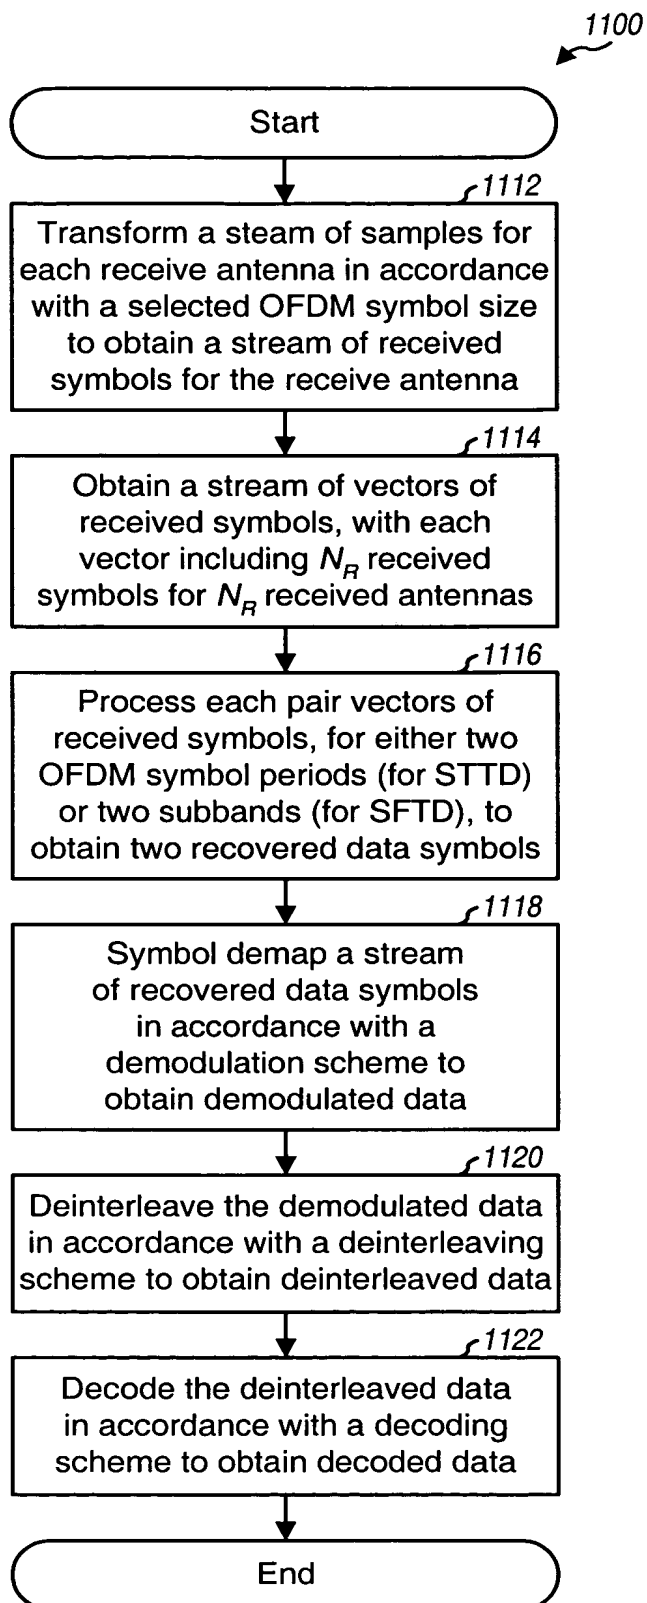 1100
Start
1112
Transform a steam of samples for
each receive antenna in accordance
with a selected OFDM symbol size
to obtain a stream of received
symbols for the receive antenna
1114
Obtain a stream of vectors of
received symbols, with each
vector including N_R received
symbols for N_R received antennas
1116
Process each pair vectors of
received symbols, for either two
OFDM symbol periods (for STTD)
or two subbands (for SFTD), to
obtain two recovered data symbols
1118
Symbol demap a stream
of recovered data symbols
in accordance with a
demodulation scheme to
obtain demodulated data
1120
Deinterleave the demodulated data
in accordance with a deinterleaving
scheme to obtain deinterleaved data
1122
Decode the deinterleaved data
in accordance with a decoding
scheme to obtain decoded data
End